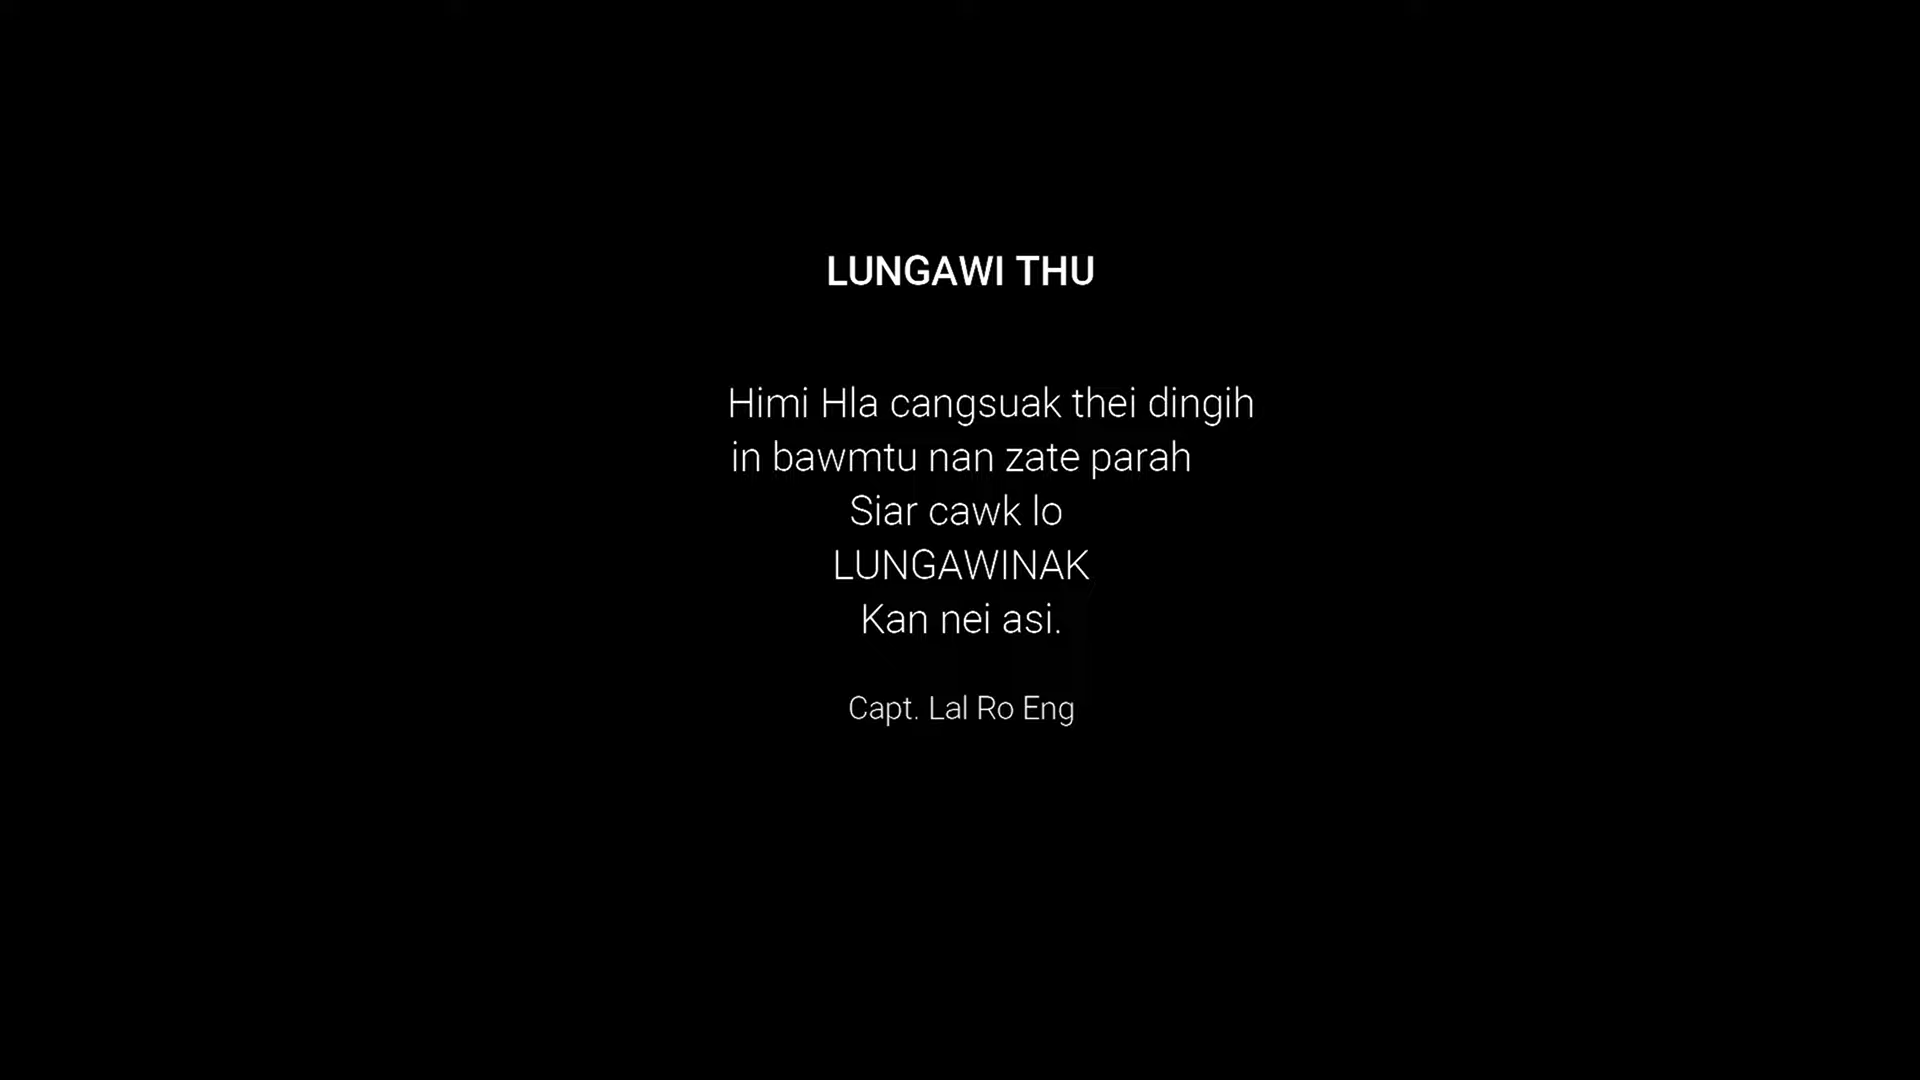 LUNGAWI THU
Himi Hla cangsuak thei dingih
in bawmtu nan zate parah
Siar cawk lo
LUNGAWINAK
Kan nei asi.
Capt. Lal Ro Eng